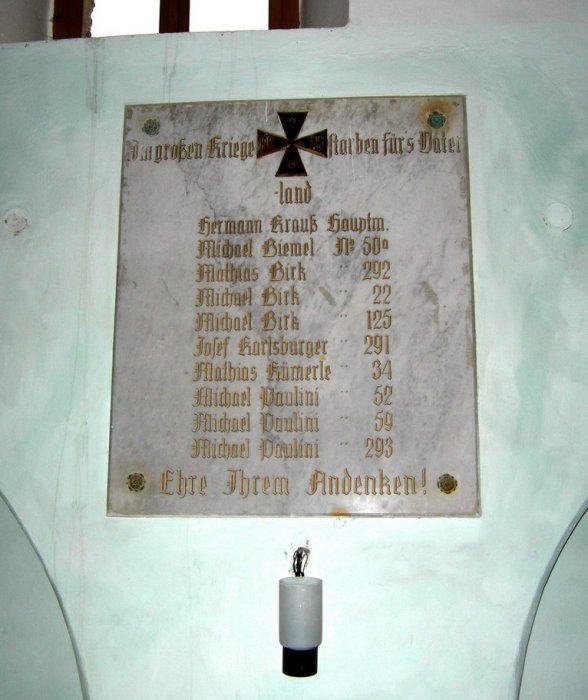 Im großen Kriege starben für's Vater
-land
Hermann Krauß Hauptm.
Michael Biemel No 50a
Mathias Birk " 292
Michael Birk " 22
Michael Birk " 125
Josef Karlsburger " 291
Mathias Kümerle " 34
Michael Paulini " 52
Michael Paulini " 59
Michael Paulini " 293
Ehre Ihrem Andenken!